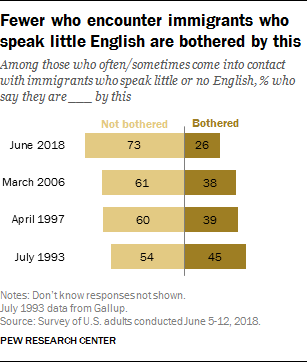 Fewer who encounter immigrants who
speak little English are bothered by this
Among those who often/sometimes come into contact
with immigrants who speak little or no English, % who
say they are ___ by this
Not bothered Bothered
June 2018 73 26
March 2006 61 38
April 1997 60 39
July 1993 54 45
Notes: Don't know responses not shown.
July 1993 data from Gallup.
Source: Survey of U.S. adults conducted June 5-12, 2018.
PEW RESEARCH CENTER